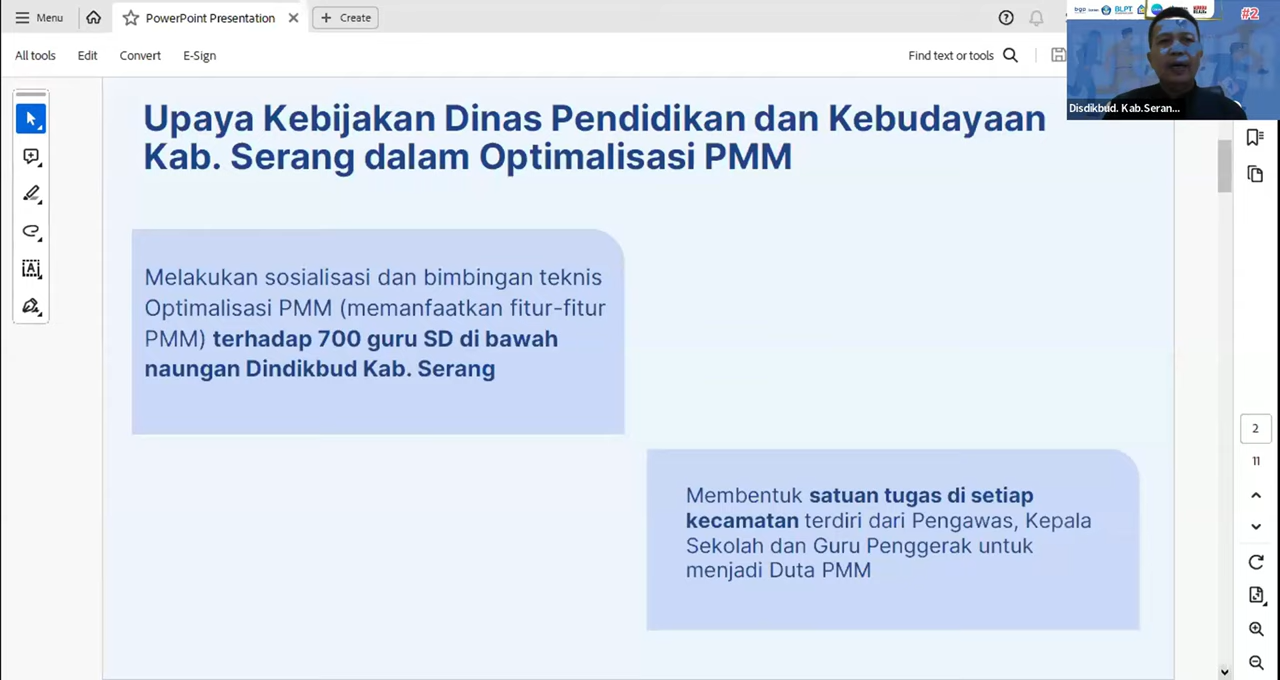 Menu
PowerPoint Presentation
Create
All tools
Edit
Convert
E-Sign
Find text or tools
BLPT
#2
Disdikbud. Kab.Seran...
Upaya Kebijakan Dinas Pendidikan dan Kebudayaan
Kab. Serang dalam Optimalisasi PMM
Melakukan sosialisasi dan bimbingan teknis
Optimalisasi PMM (memanfaatkan fitur-fitur
PMM) terhadap 700 guru SD di bawah
naungan Dindikbud Kab. Serang
Membentuk satuan tugas di setiap
kecamatan terdiri dari Pengawas, Kepala
Sekolah dan Guru Penggerak untuk
menjadi Duta PMM
2
11